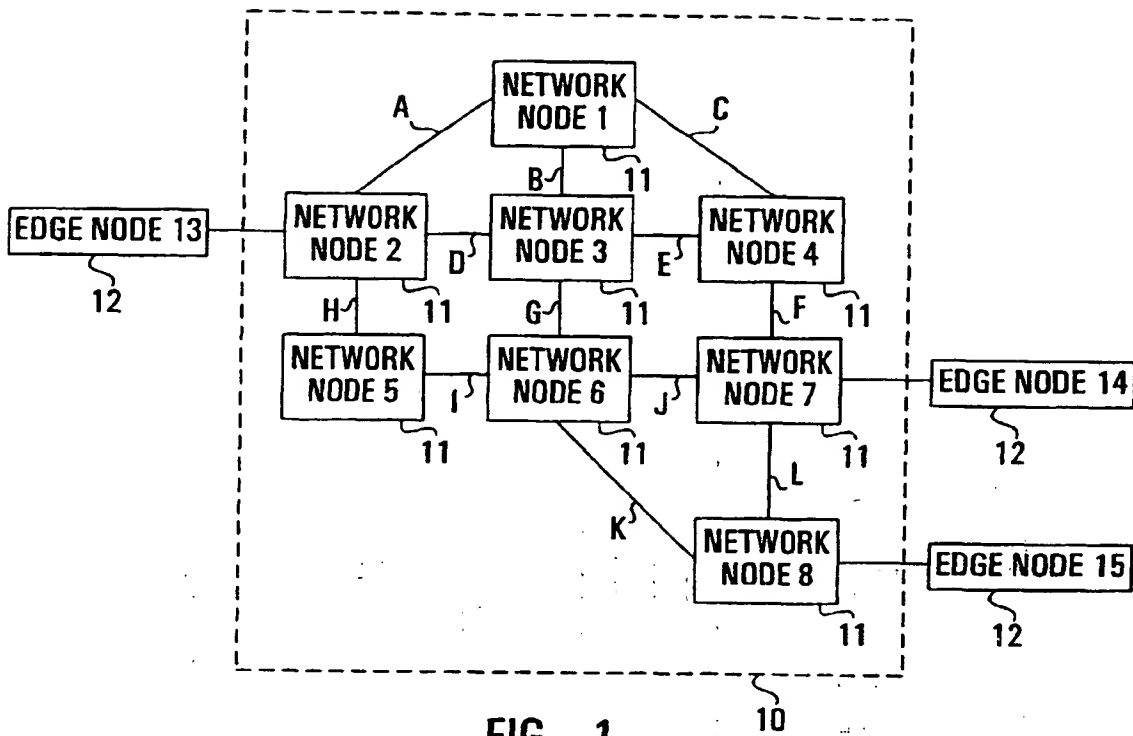 NETWORK
NODE 1
A
C
B
11
EDGE NODE 13
12
NETWORK
NODE 2
D
NETWORK
NODE 3
E
NETWORK
NODE 4
11
11
11
H
G
F
NETWORK
NODE 5
I
NETWORK
NODE 6
J
NETWORK
NODE 7
EDGE NODE 14
11
11
11
12
K
L
NETWORK
NODE 8
EDGE NODE 15
11
12
10
FIG. 1